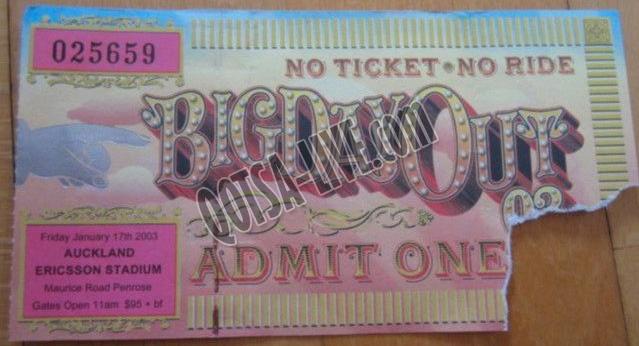 025659
NO TICKET • NO RIDE
BIG DAY OUT
03
ADMIT ONE
Friday January 17th 2003
AUCKLAND
ERICSSON STADIUM
Maurice Road Penrose
Gates Open 11am $95 + bf
QOTSA-LIVE.com